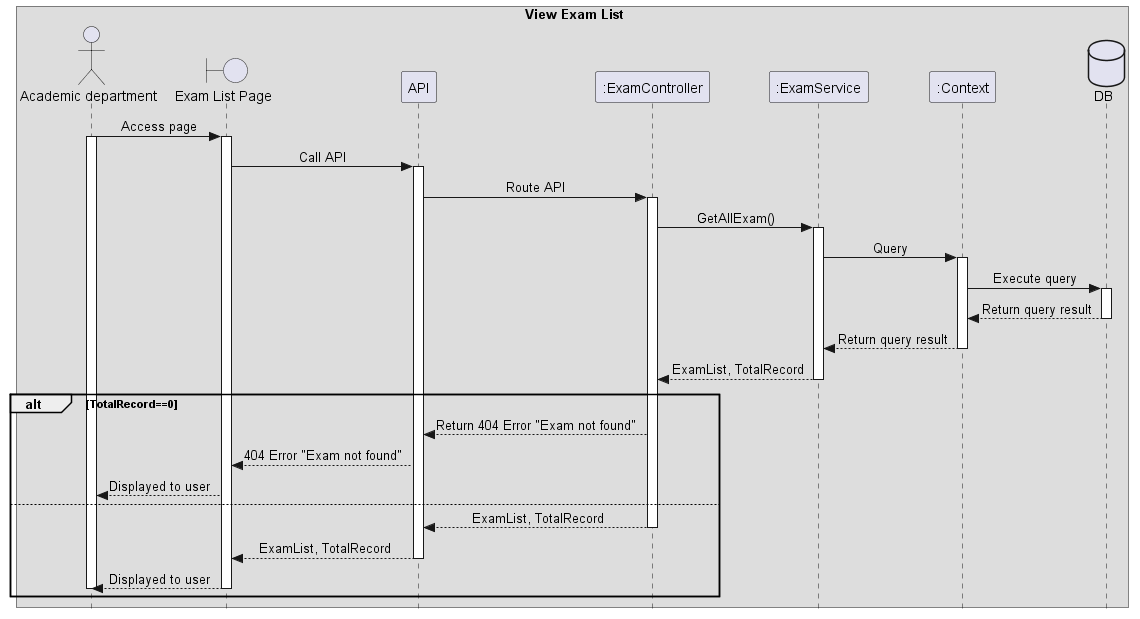 View Exam List
Academic department
Exam List Page
API
:ExamController
:ExamService
:Context
DB
Access page
Call API
Route API
GetAllExam()
Query
Execute query
Return query result
Return query result
ExamList, TotalRecord
alt
[TotalRecord==0]
Return 404 Error "Exam not found"
404 Error "Exam not found"
Displayed to user
ExamList, TotalRecord
ExamList, TotalRecord
Displayed to user